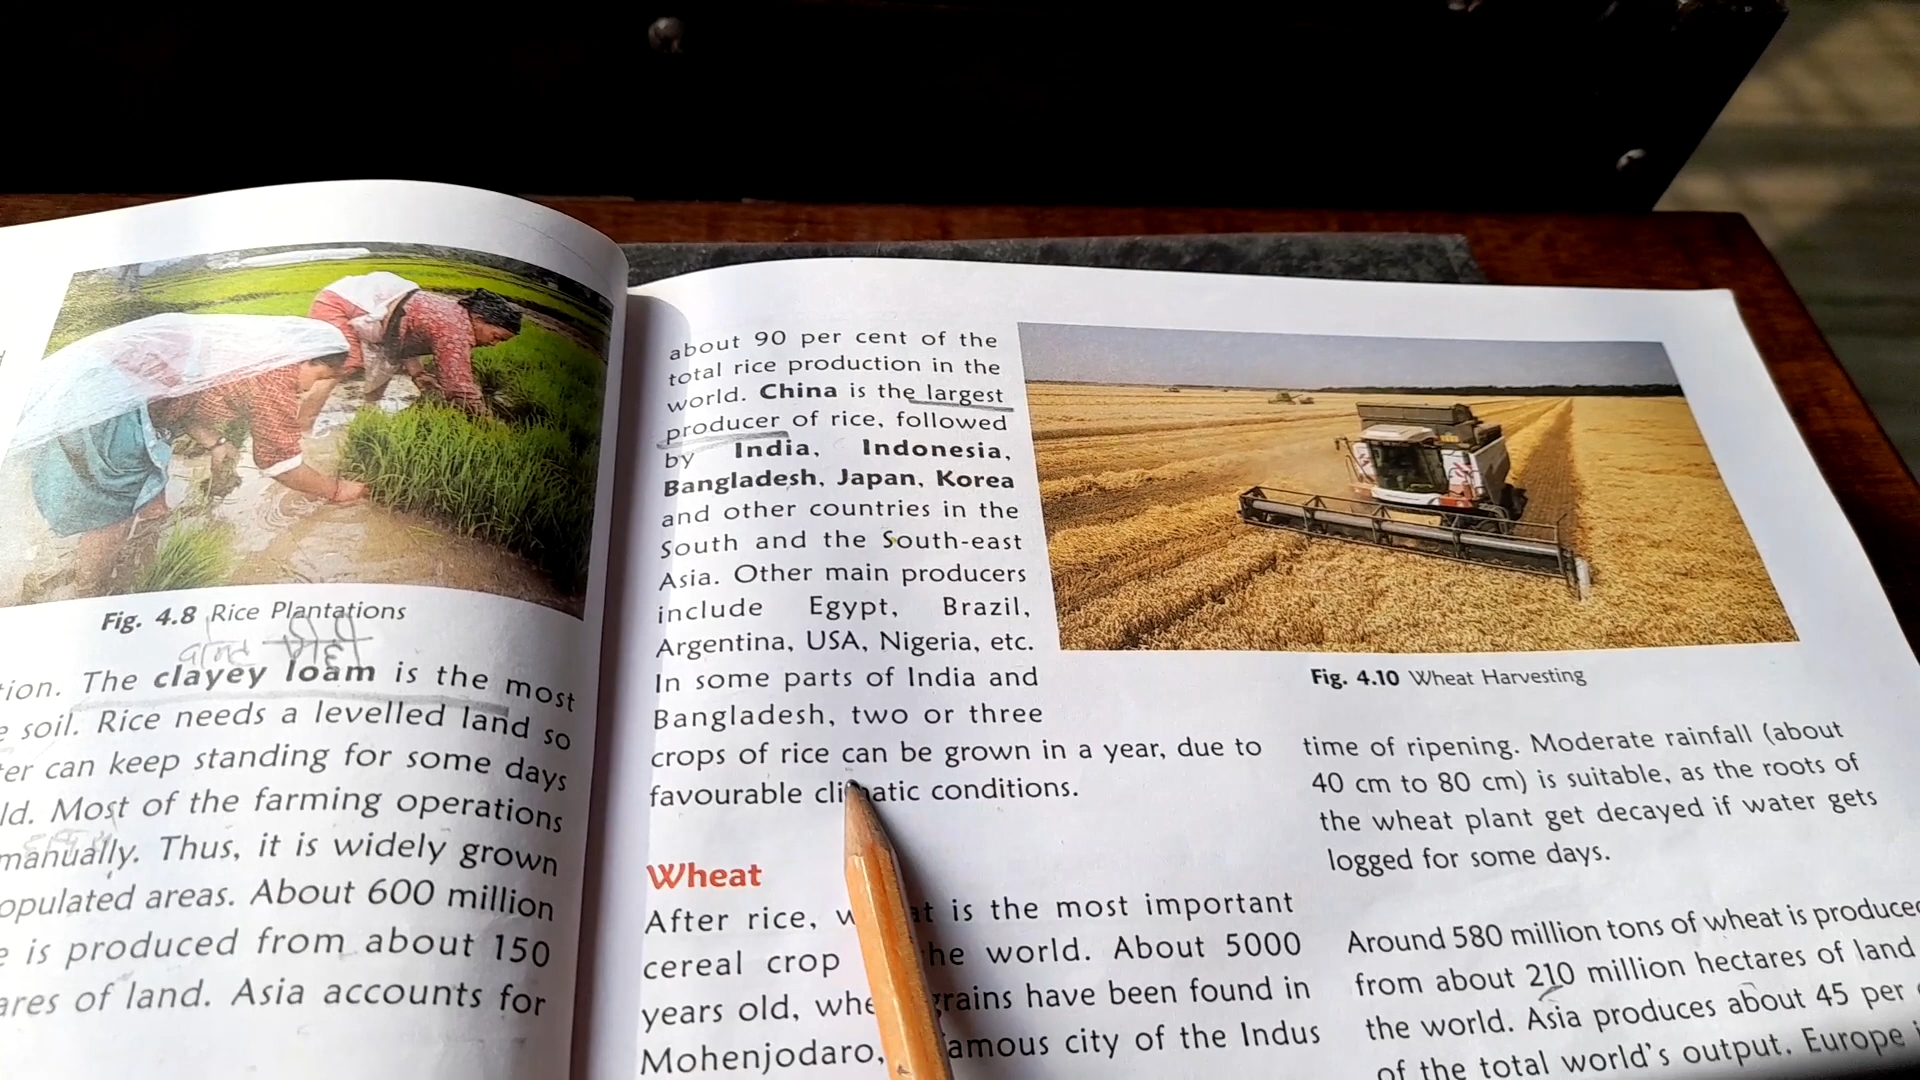 Fig. 4.8 Rice Plantations
The clayey loam is the most
soil. Rice needs a levelled land so
can keep standing for some days
Most of the farming operations
manually. Thus, it is widely grown
areas. About 600 million
is produced from about 150
of land. Asia accounts for
about 90 per cent of the
total rice production in the
world. China is the largest
producer of rice, followed
by India, Indonesia,
Bangladesh, Japan, Korea
and other countries in the
South and the South-east
Asia. Other main producers
include Egypt, Brazil,
Argentina, USA, Nigeria, etc.
In some parts of India and
Bangladesh, two or three
crops of rice can be grown in a year, due to
favourable climatic conditions.
Wheat
After rice, is the most important
cereal crop the world. About 5000
years old, grains have been found in
Mohenjodaro, famous city of the Indus
Fig. 4.10 Wheat Harvesting
time of ripening. Moderate rainfall (about
40 cm to 80 cm) is suitable, as the roots of
the wheat plant get decayed if water gets
logged for some days.
Around 580 million tons of wheat is produced
from about 210 million hectares of land
the world. Asia produces about 45 per
of the total world's output. Europe